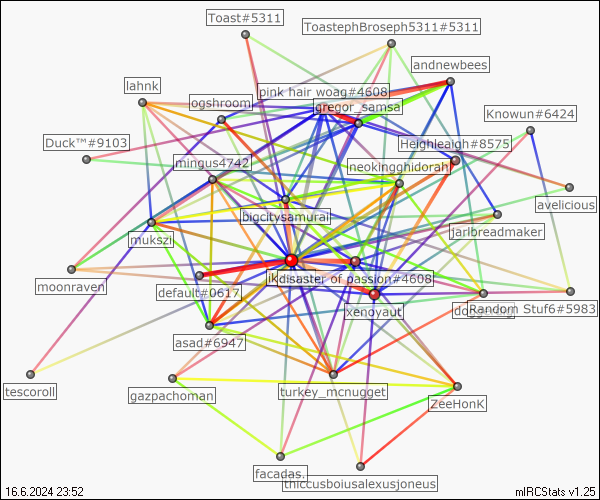 Toast#5311
ToastephBroseph5311#5311
andnewbees
lahnk
pink hair woag#4608
ogshroom
gregor_samsa
Knowun#6424
Duck™#9103
Heighleaigh#8575
mingus4742
neokingghidorah
avelicious
bigcitysamurai
jarlbreadmaker
mukszi
moonraven
default#0617
disaster of passion#4608
Random Stuf6#5983
xenoyaut
asad#6947
tescoroll
gazpachoman
turkey_mcnugget
ZeeHonK
facadas.
thiccusboiusalexusjoneus
16.6.2024 23:52
mIRCStats v1.25